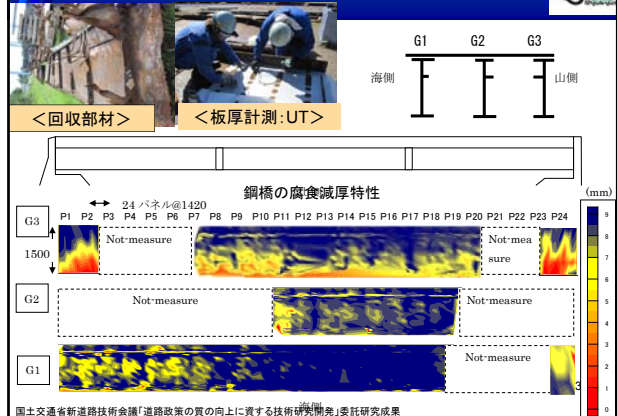 G1 G2 G3
海側
山側
<回収部材>
<板厚計測:UT>
鋼橋の腐食減厚特性
(mm)
24 パネル@1420
P1 P2 P3 P4 P5 P6 P7 P8 P9 P10 P11 P12 P13 P14 P15 P16 P17 P18 P19 P20 P21 P22 P23 P24
G3
1500
Not-measure
Not-mea
sure
G2
Not-measure
Not-measure
G1
Not-measure
9
8
7
6
5
4
3
2
1
0
3
海側
国土交通省新道路技術会議「道路政策の質の向上に資する技術研究開発」委託研究成果